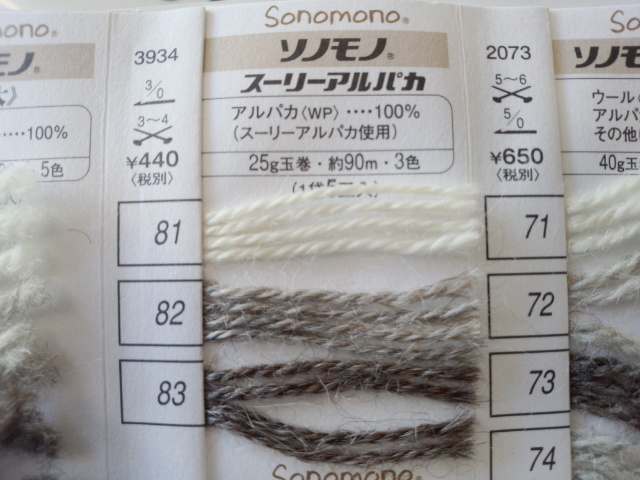 ノ®
‥‥100%
5色
3934
3/0
3〜4
¥440
〈税別〉
81
82
83
Sonomono®
ソノモノ®
スーリーアルパカ
アルパカ〈WP〉‥‥100%
(スーリーアルパカ使用)
25g玉巻・約90m・3色
Sonomono®
2073
5〜6
5/0
¥650
〈税別〉
71
72
73
74
Sonomo
ソノモ
ウール〈
アルパ
その他
40g玉